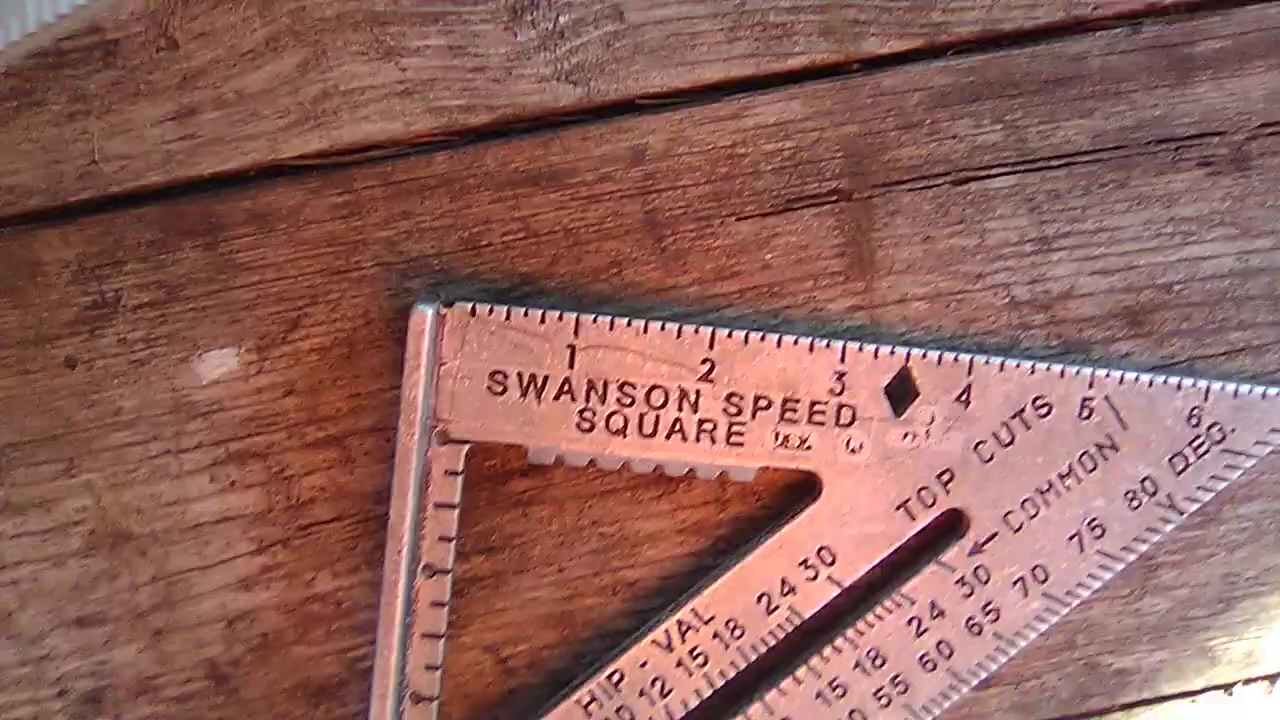 1 2 3 4 5 6
SWANSON SPEED
SQUARE
TOP CUTS
COMMON
DEG.
HIP-VAL
12 15 18 24 30
15 18 24 30
55 60 65 70 75 80